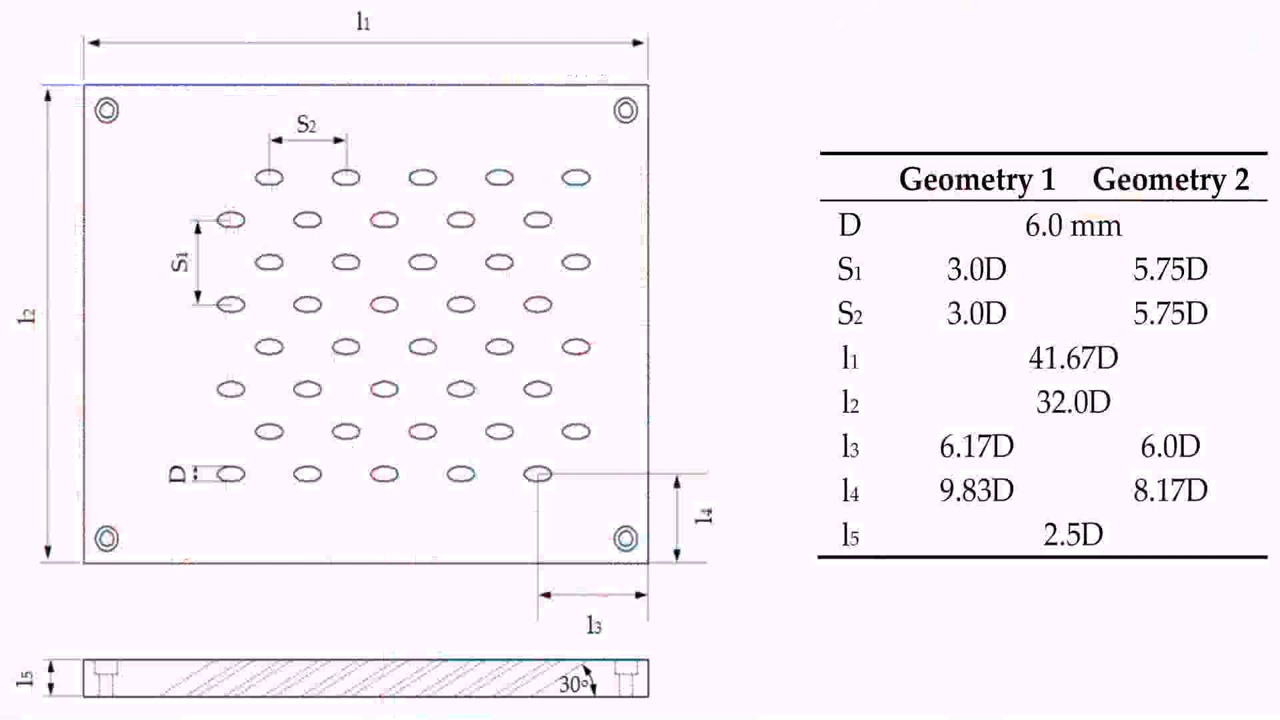 l1
S2
S1
l2
D
l4
l3
l5
30°
Geometry 1 Geometry 2
D 6.0 mm
S1 3.0D 5.75D
S2 3.0D 5.75D
l1 41.67D
l2 32.0D
l3 6.17D 6.0D
l4 9.83D 8.17D
l5 2.5D